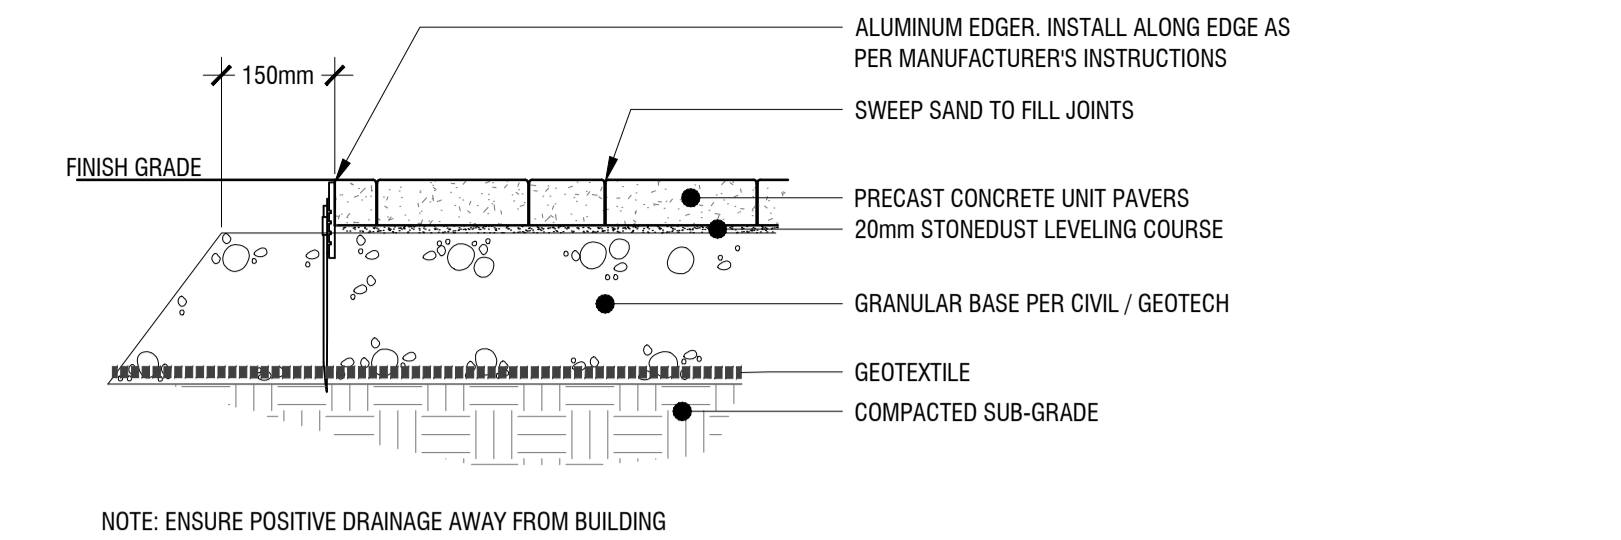 ALUMINUM EDGER. INSTALL ALONG EDGE AS
PER MANUFACTURER'S INSTRUCTIONS
150mm
SWEEP SAND TO FILL JOINTS
FINISH GRADE
PRECAST CONCRETE UNIT PAVERS
20mm STONEDUST LEVELING COURSE
GRANULAR BASE PER CIVIL / GEOTECH
GEOTEXTILE
COMPACTED SUB-GRADE
NOTE: ENSURE POSITIVE DRAINAGE AWAY FROM BUILDING